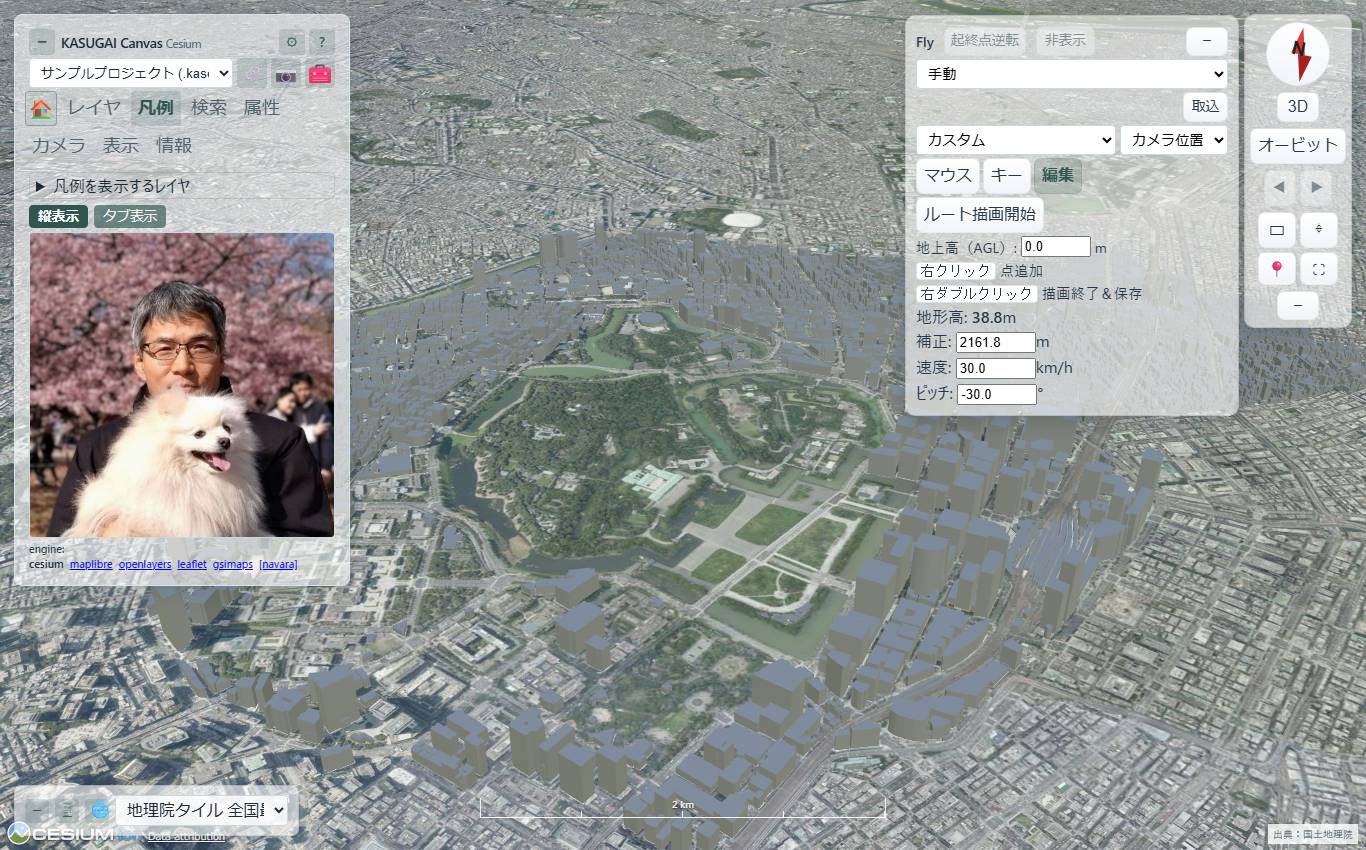 − KASUGAI Canvas Cesium ⚙ ?
サンプルプロジェクト (.kasu
レイヤ 凡例 検索 属性
カメラ 表示 情報
▶ 凡例を表示するレイヤ
縦表示 タブ表示
engine:
cesium maplibre openlayers leaflet gsimaps [navara]
Fly 起終点逆転 非表示 −
手動
取込
カスタム カメラ位置
マウス キー 編集
ルート描画開始
地上高（AGL）: 0.0 m
右クリック 点追加
右ダブルクリック 描画終了＆保存
地形高: 38.8m
補正: 2161.8 m
速度: 30.0 km/h
ピッチ: -30.0 °
N
3D
オービット
◀ ▶
−
2 km
− 地理院タイル 全国最
CESIUM ion Data attribution
出典：国土地理院